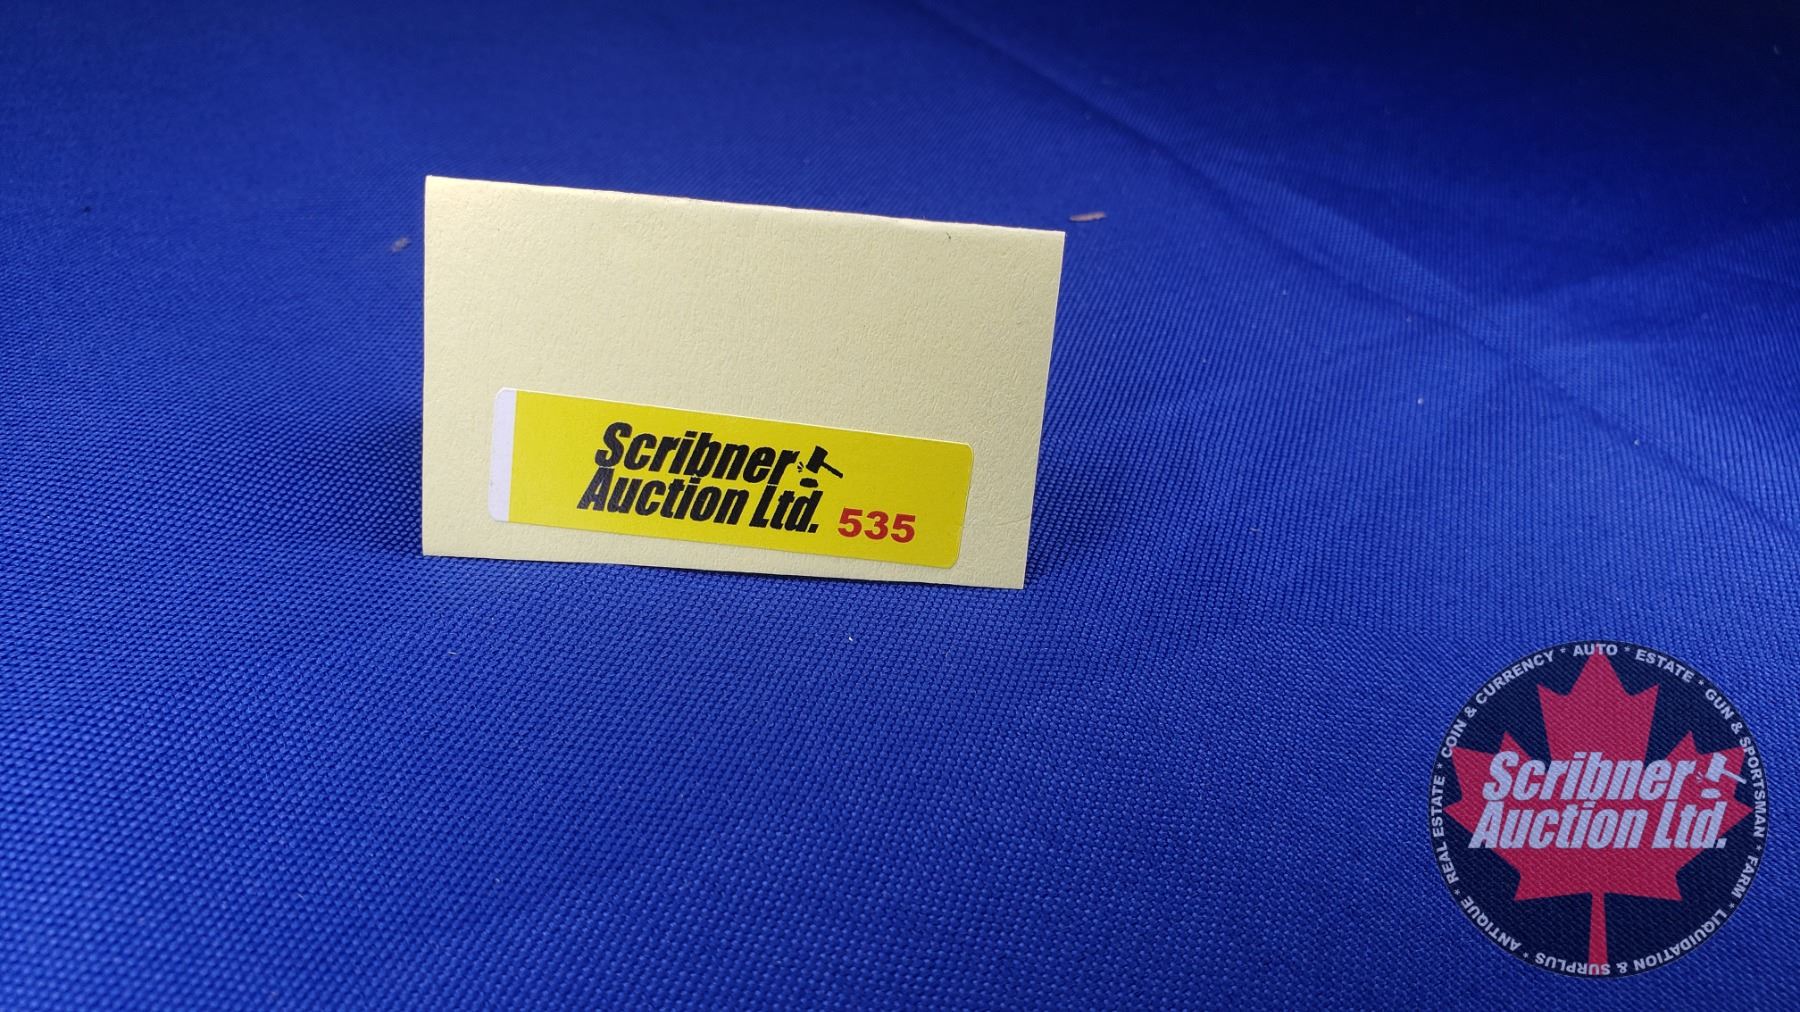 Scribner
Auction Ltd. 535
COIN & CURRENCY * AUTO * ESTATE * GUN & SPORTSMAN * FARM * LIQUIDATION & SURPLUS * ANTIQUE * REAL ESTATE *
Scribner
Auction Ltd.